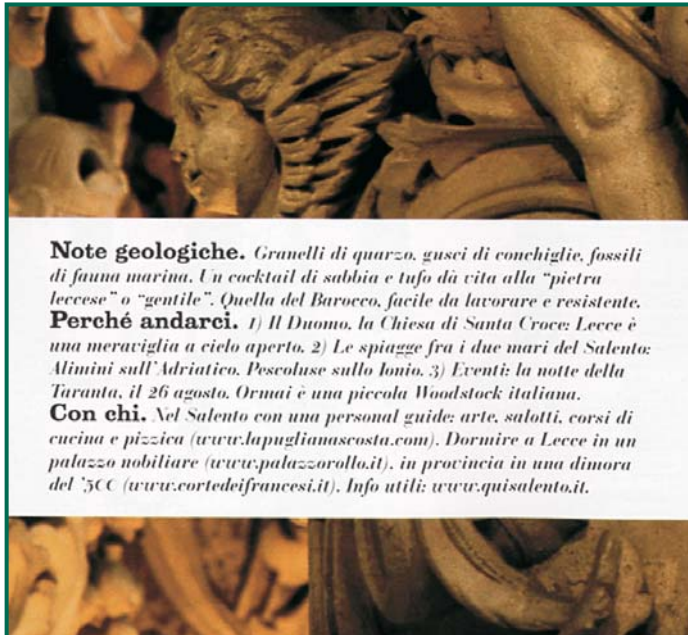 Note geologiche. Granelli di quarzo, gusci di conchiglie, fossili
di fauna marina. Un cocktail di sabbia e tufo dà vita alla "pietra
leccese" o "gentile". Quella del Barocco, facile da lavorare e resistente.
Perché andarci. 1) Il Duomo, la Chiesa di Santa Croce: Lecce è
una meraviglia a cielo aperto. 2) Le spiagge fra i due mari del Salento:
Alimini sull'Adriatico, Pescoluse sullo Ionio. 3) Eventi: la notte della
Taranta, il 26 agosto. Ormai è una piccola Woodstock italiana.
Con chi. Nel Salento con una personal guide: arte, salotti, corsi di
cucina e pizzica (www.lapuglianascosta.com). Dormire a Lecce in un
palazzo nobiliare (www.palazzorollo.it), in provincia in una dimora
del '500 (www.cortedeifrancesi.it). Info utili: www.quisalento.it.